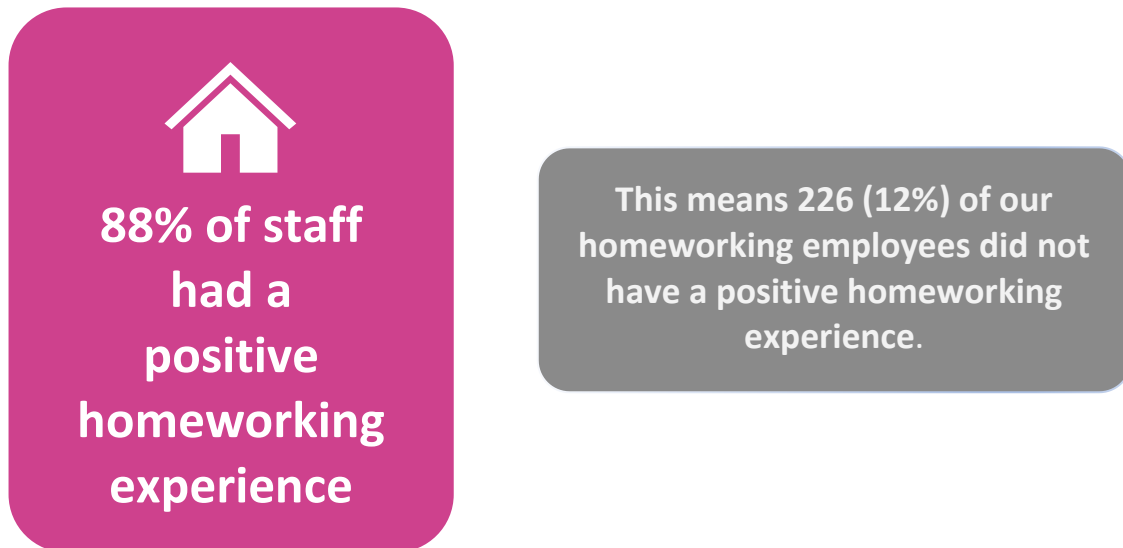 88% of staff
had a
positive
homeworking
experience
This means 226 (12%) of our
homeworking employees did not
have a positive homeworking
experience.